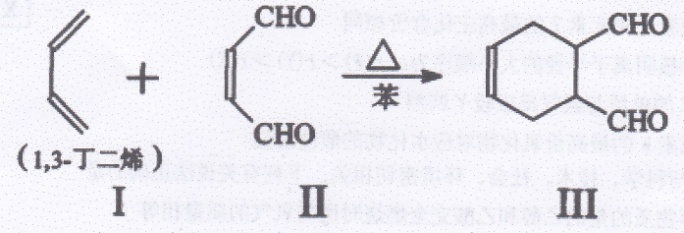 CHO
CHO
+
CHO
CHO
△
苯
(1,3-丁二烯)
I
II
III